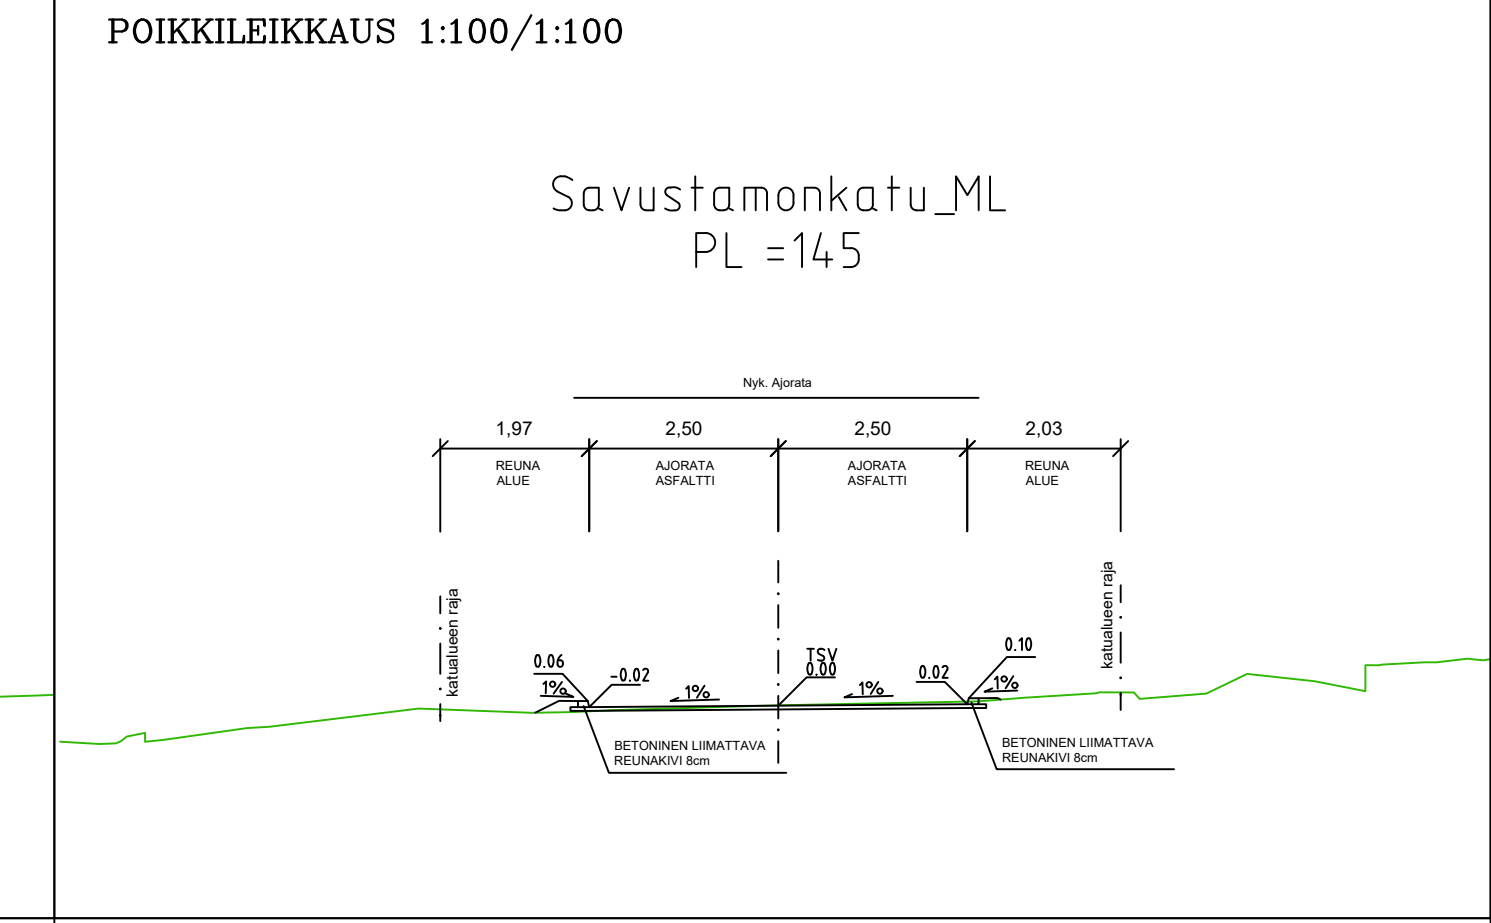 POIKKILEIKKAUS 1:100/1:100
Savustamonkatu_ML
PL =145
Nyk. Ajorata
1,97
2,50
2,50
2,03
REUNA
ALUE
AJORATA
ASFALTTI
AJORATA
ASFALTTI
REUNA
ALUE
katualueen raja
katualueen raja
0.06
1%
-0.02
1%
TSV
0.00
1%
0.02
0.10
1%
BETONINEN LIIMATTAVA
REUNAKIVI 8cm
BETONINEN LIIMATTAVA
REUNAKIVI 8cm